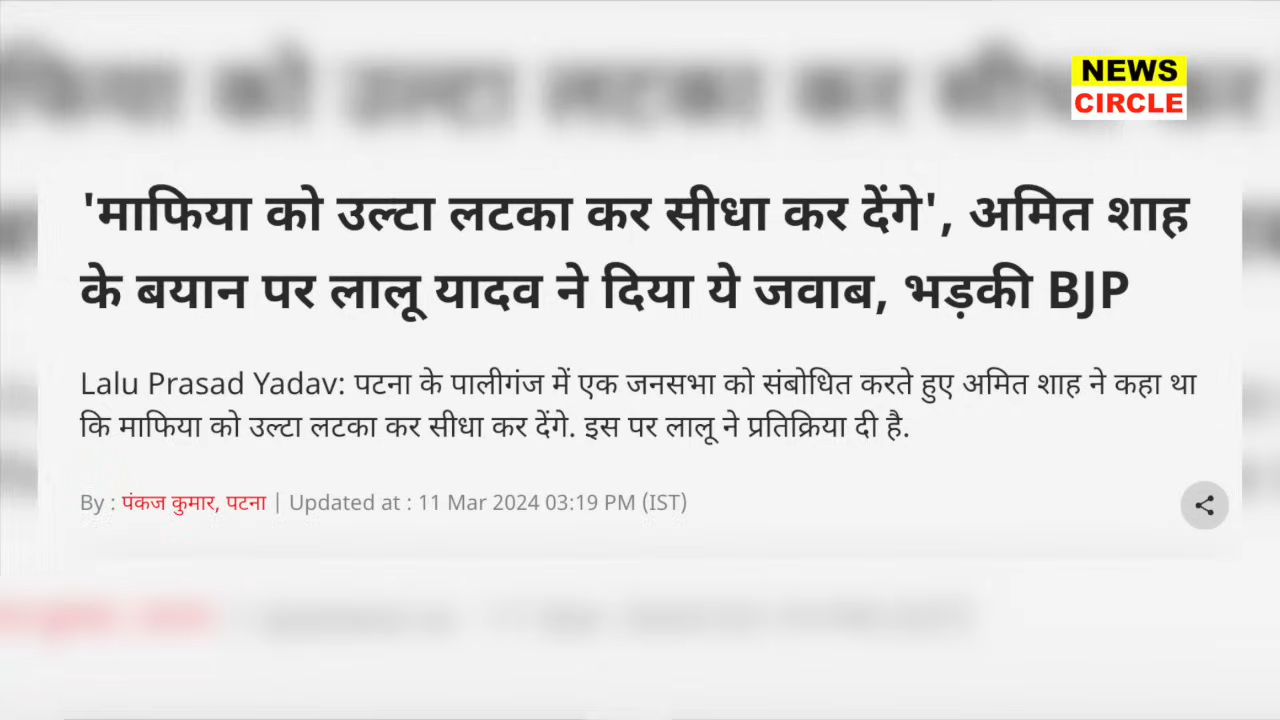 NEWS
CIRCLE
'माफिया को उल्टा लटका कर सीधा कर देंगे', अमित शाह
के बयान पर लालू यादव ने दिया ये जवाब, भड़की BJP
Lalu Prasad Yadav: पटना के पालीगंज में एक जनसभा को संबोधित करते हुए अमित शाह ने कहा था
कि माफिया को उल्टा लटका कर सीधा कर देंगे. इस पर लालू ने प्रतिक्रिया दी है.
By : पंकज कुमार, पटना | Updated at : 11 Mar 2024 03:19 PM (IST)